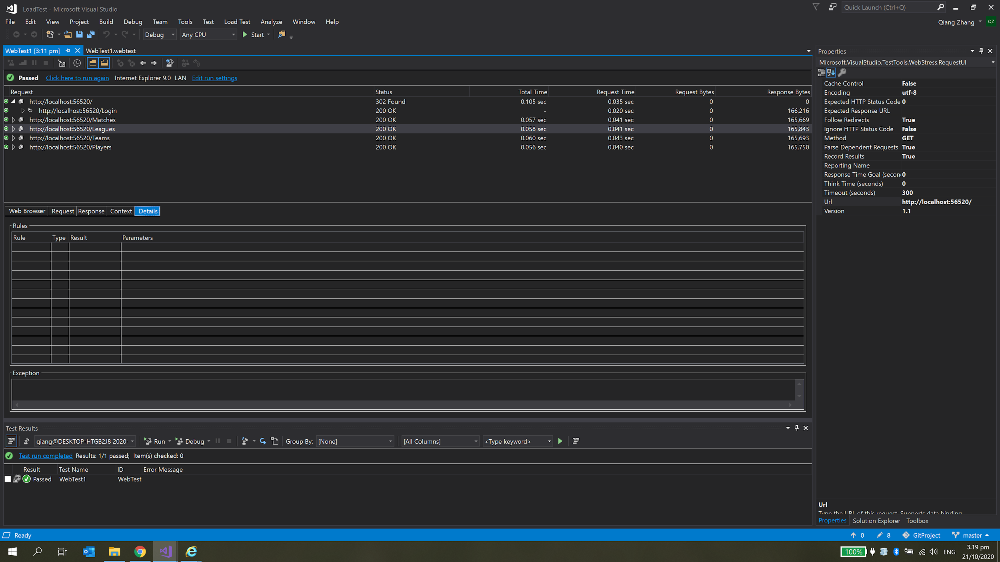 LoadTest - Microsoft Visual Studio
Quick Launch (Ctrl+Q)
File Edit View Project Build Debug Team Tools Test Load Test Analyze Window Help
Qiang Zhang QZ
Debug Any CPU Start
WebTest1 [3:11 pm] WebTest1.webtest
Passed Click here to run again Internet Explorer 9.0 LAN Edit run settings
Request Status Total Time Request Time Request Bytes Response Bytes
http://localhost:56520/ 302 Found 0.105 sec 0.035 sec 0 0
http://localhost:56520/Login 200 OK - 0.020 sec 0 166,216
http://localhost:56520/Matches 200 OK 0.057 sec 0.041 sec 0 165,669
http://localhost:56520/Leagues 200 OK 0.058 sec 0.041 sec 0 165,843
http://localhost:56520/Teams 200 OK 0.060 sec 0.043 sec 0 165,693
http://localhost:56520/Players 200 OK 0.056 sec 0.040 sec 0 165,750
Web Browser Request Response Context Details
Rules
Rule Type Result Parameters
Exception
Test Results
qiang@DESKTOP-HTGB2J8 2020- Run Debug Group By: [None] [All Columns] <Type keyword>
Test run completed Results: 1/1 passed; Item(s) checked: 0
Result Test Name ID Error Message
Passed WebTest1 WebTest
Properties
Microsoft.VisualStudio.TestTools.WebStress.RequestUI
Cache Control False
Encoding utf-8
Expected HTTP Status Code 0
Expected Response URL
Follow Redirects True
Ignore HTTP Status Code False
Method GET
Parse Dependent Requests True
Record Results True
Reporting Name
Response Time Goal (secon 0
Think Time (seconds) 0
Timeout (seconds) 300
Url http://localhost:56520/
Version 1.1
Url
Type the URL of this request. Supports data binding.
Properties Solution Explorer Toolbox
Ready 0 8 GitProject master
100% ENG 3:19 pm
21/10/2020